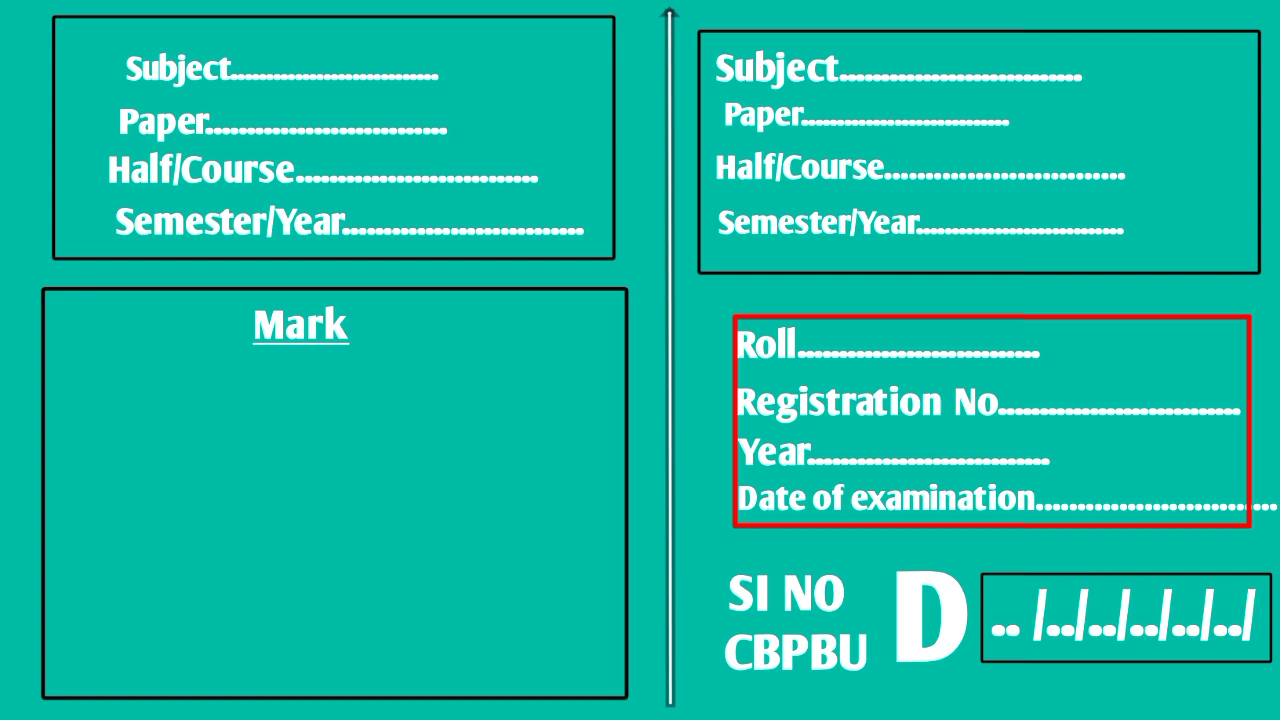 Subject..............................
Paper..............................
Half/Course..............................
Semester/Year..............................
Mark
Subject..............................
Paper..............................
Half/Course..............................
Semester/Year..............................
Roll..............................
Registration No..............................
Year..............................
Date of examination..............................
SI NO
CBPBU
D
.. /../../../../../